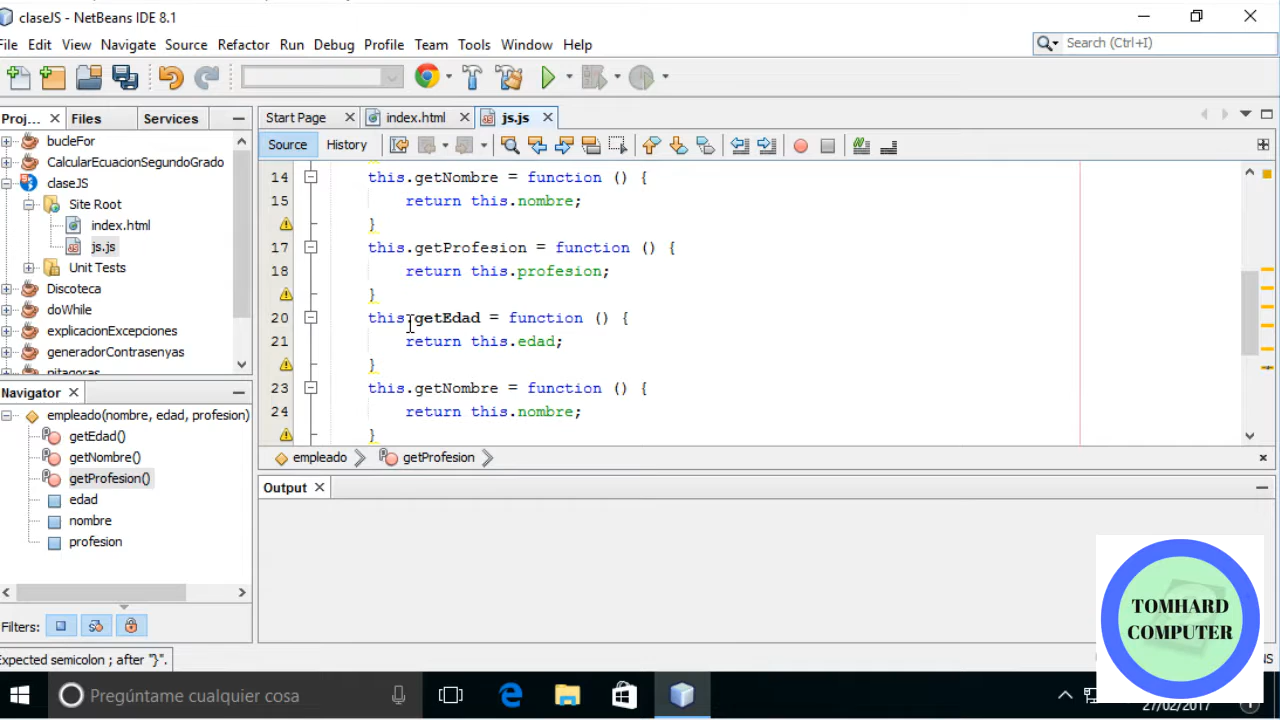 claseJS - NetBeans IDE 8.1
File Edit View Navigate Source Refactor Run Debug Profile Team Tools Window Help
Search (Ctrl+I)
Proj... Files Services
Start Page index.html js.js
Source History
bucleFor
CalcularEcuacionSegundoGrado
claseJS
Site Root
index.html
js.js
Unit Tests
Discoteca
doWhile
explicacionExcepciones
generadorContrasenyas
pitagoras
14 this.getNombre = function () {
15 return this.nombre;
}
17 this.getProfesion = function () {
18 return this.profesion;
}
20 this.getEdad = function () {
21 return this.edad;
}
23 this.getNombre = function () {
24 return this.nombre;
}
empleado getProfesion
Navigator
empleado(nombre, edad, profesion)
getEdad()
getNombre()
getProfesion()
edad
nombre
profesion
Filters:
Output
Expected semicolon ; after "}".
NS
TOMHARD
COMPUTER
Pregúntame cualquier cosa
27/02/2017